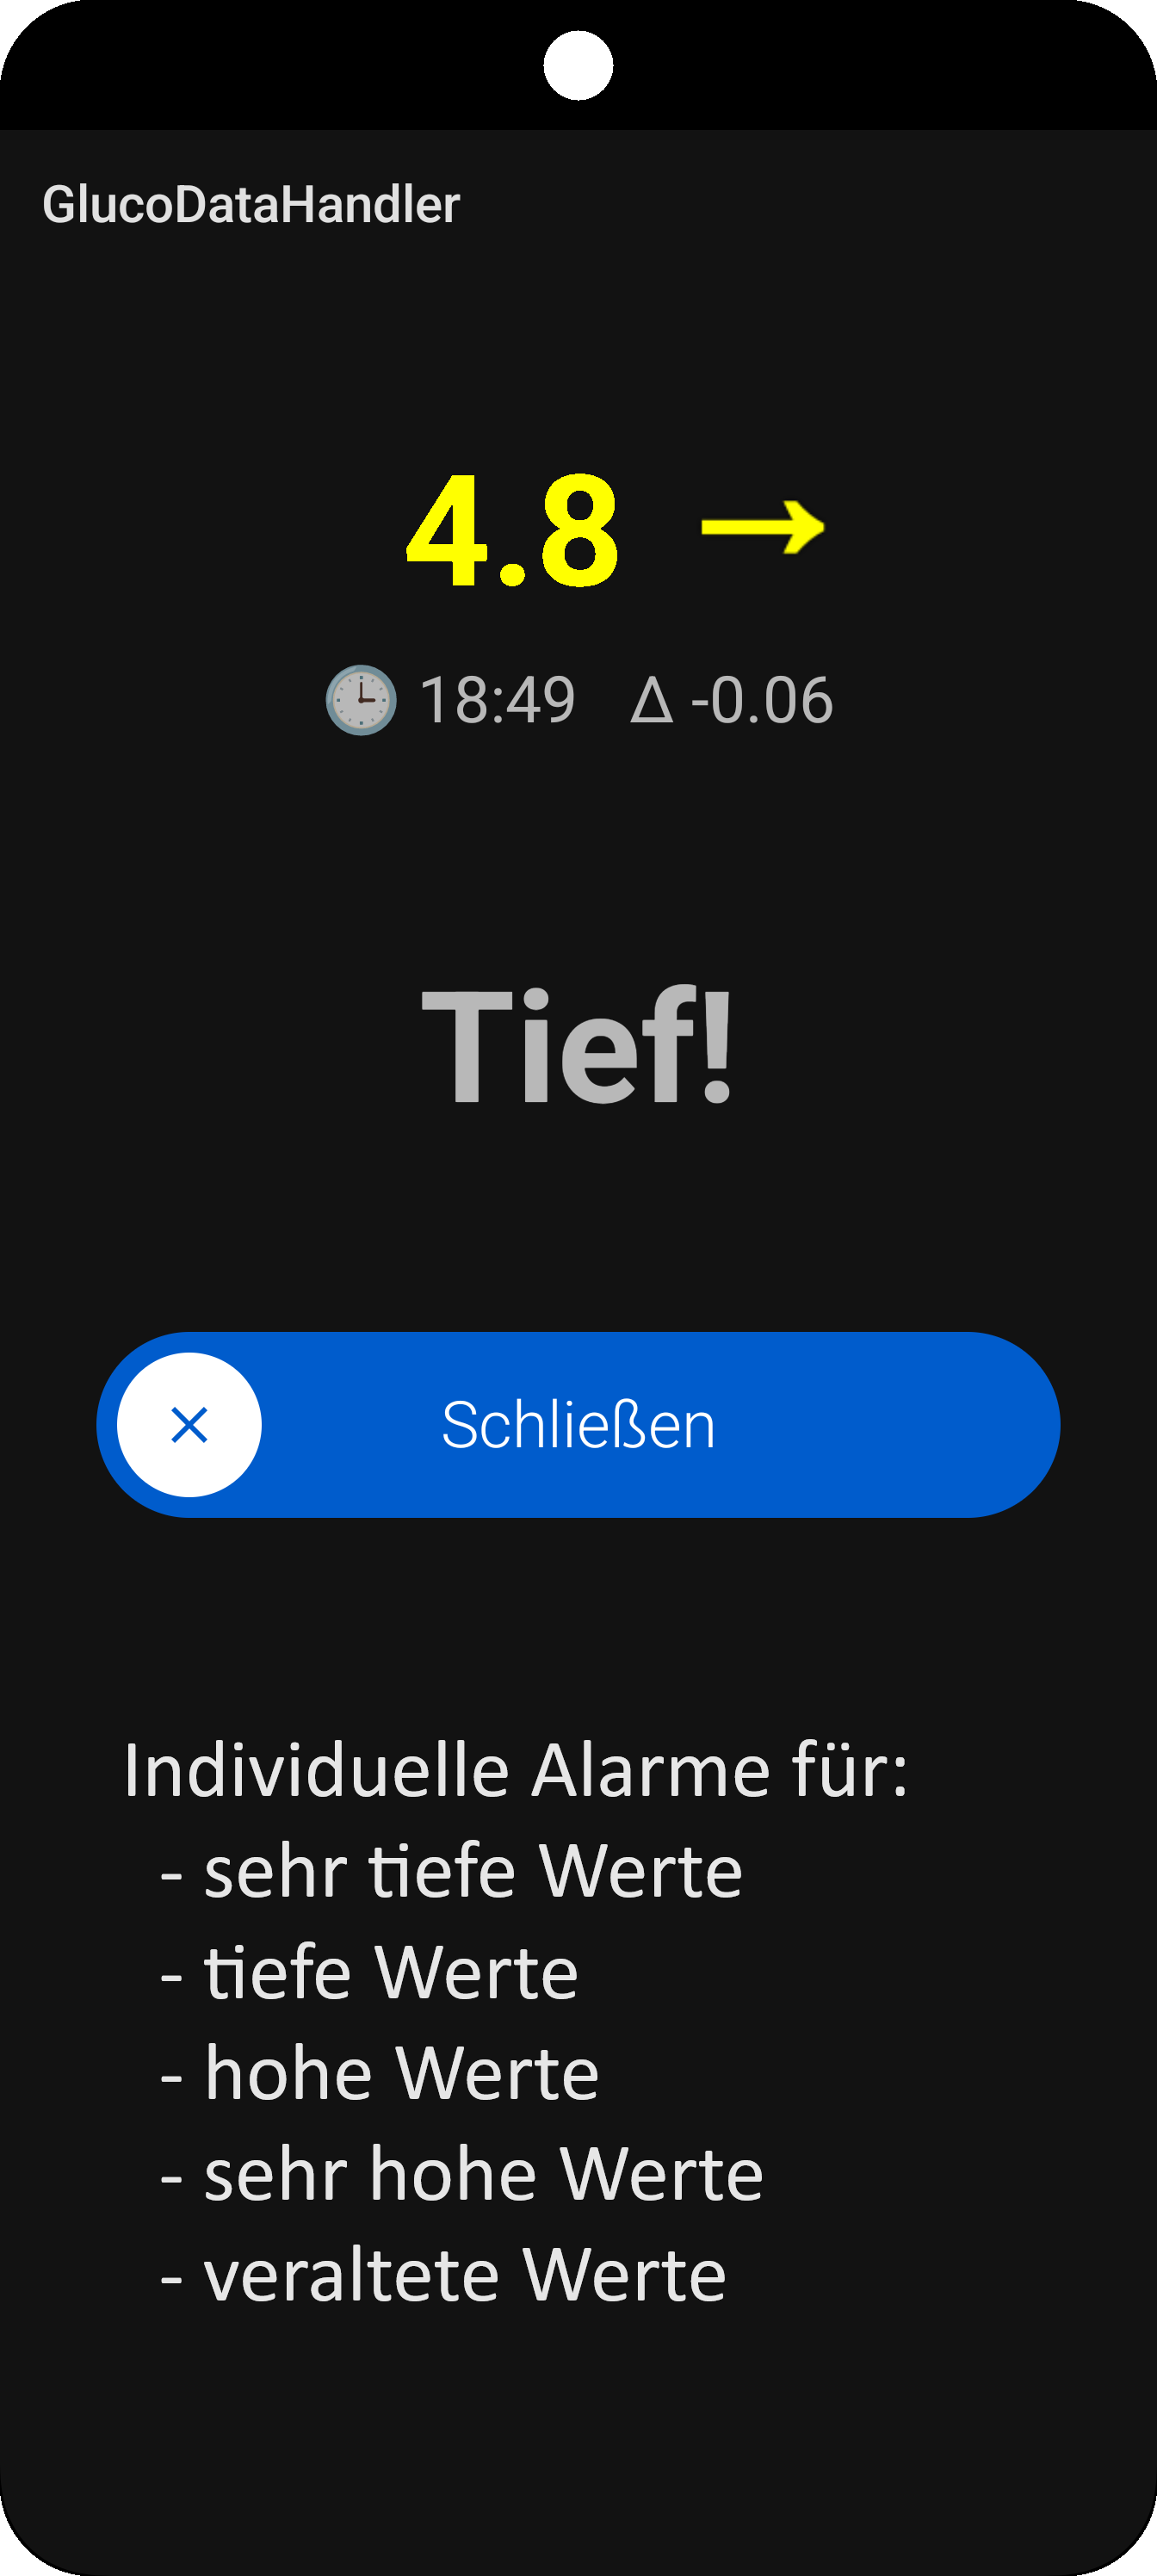 GlucoDataHandler
4.8 →
🕒 18:49 Δ -0.06
Tief!
Schließen
Individuelle Alarme für:
- sehr tiefe Werte
- tiefe Werte
- hohe Werte
- sehr hohe Werte
- veraltete Werte